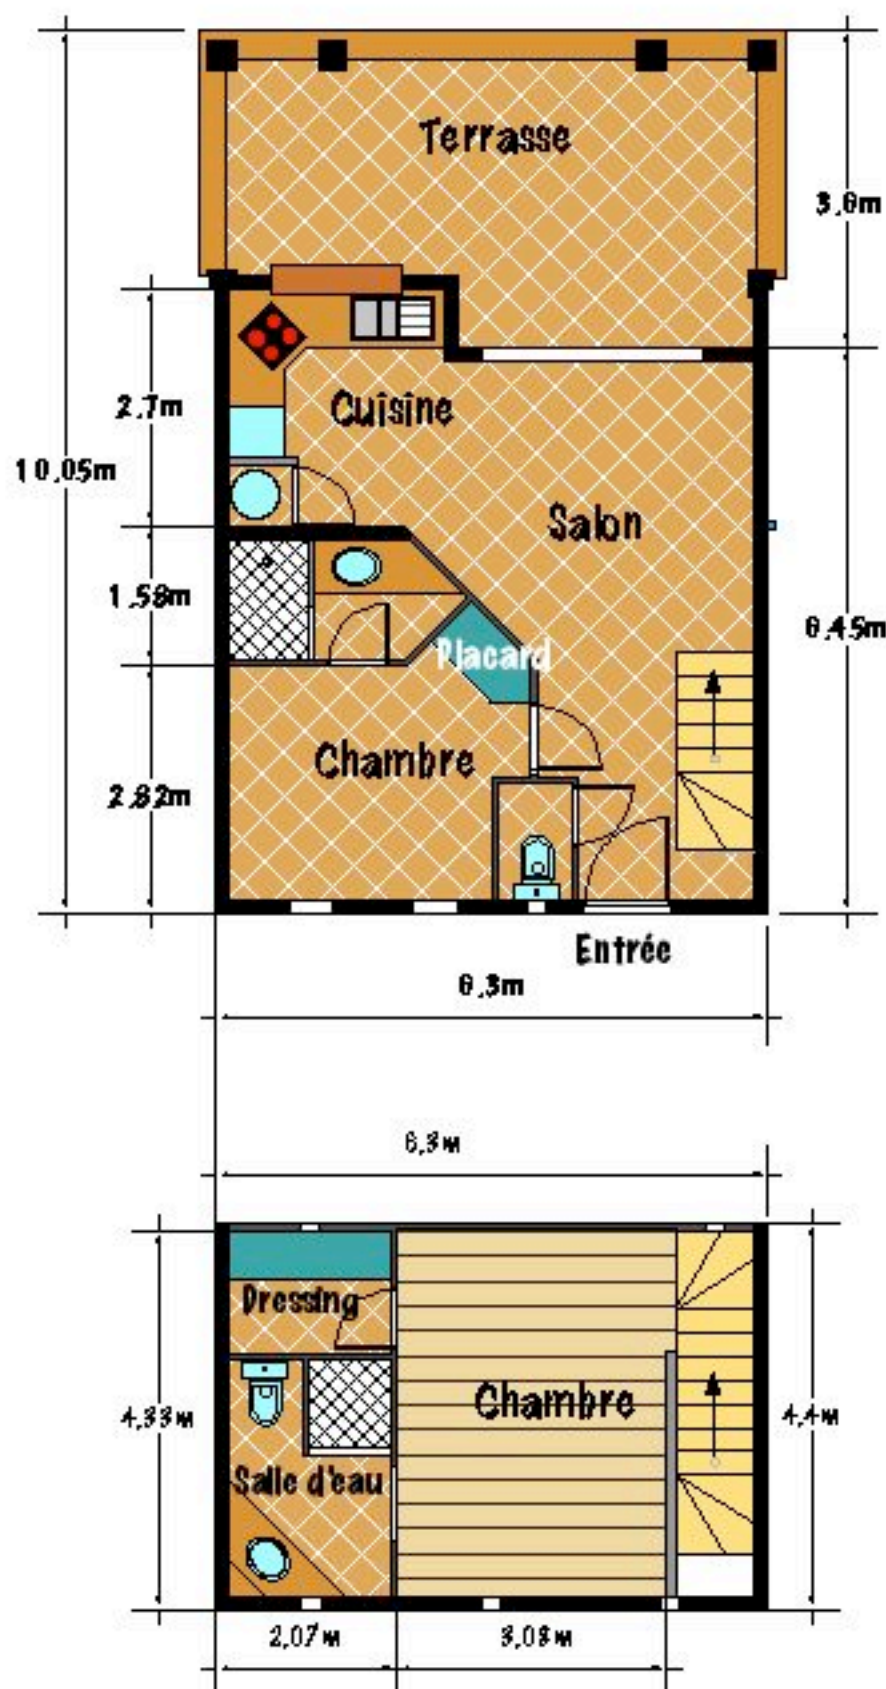 Terrasse
3,6m
2,7m
Cuisine
10,05m
Salon
1,58m
6,45m
Placard
Chambre
2,82m
Entrée
6,3m
6,3m
Dressing
Chambre
4,33m
4,4m
Salle d'eau
2,07m
3,08m